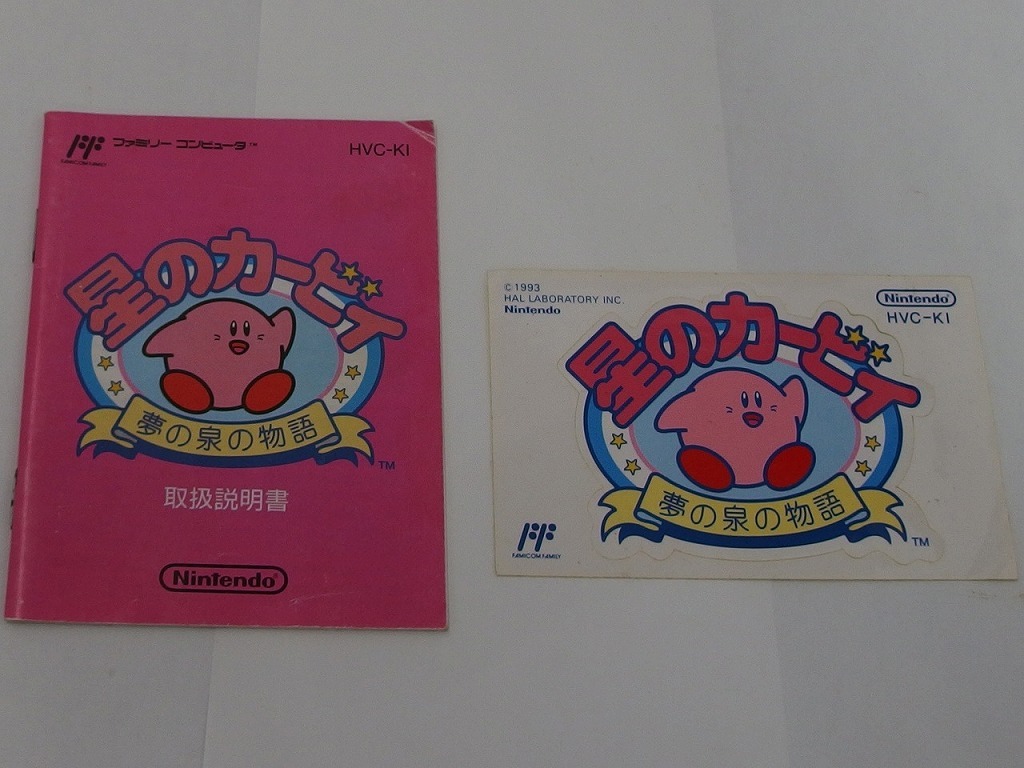 ファミリー コンピュータ™
FAMICOM FAMILY
HVC-KI
星のカービィ
夢の泉の物語
TM
取扱説明書
Nintendo®
©1993
HAL LABORATORY INC.
Nintendo
Nintendo®
HVC-KI
星のカービィ
夢の泉の物語
TM
FAMICOM FAMILY